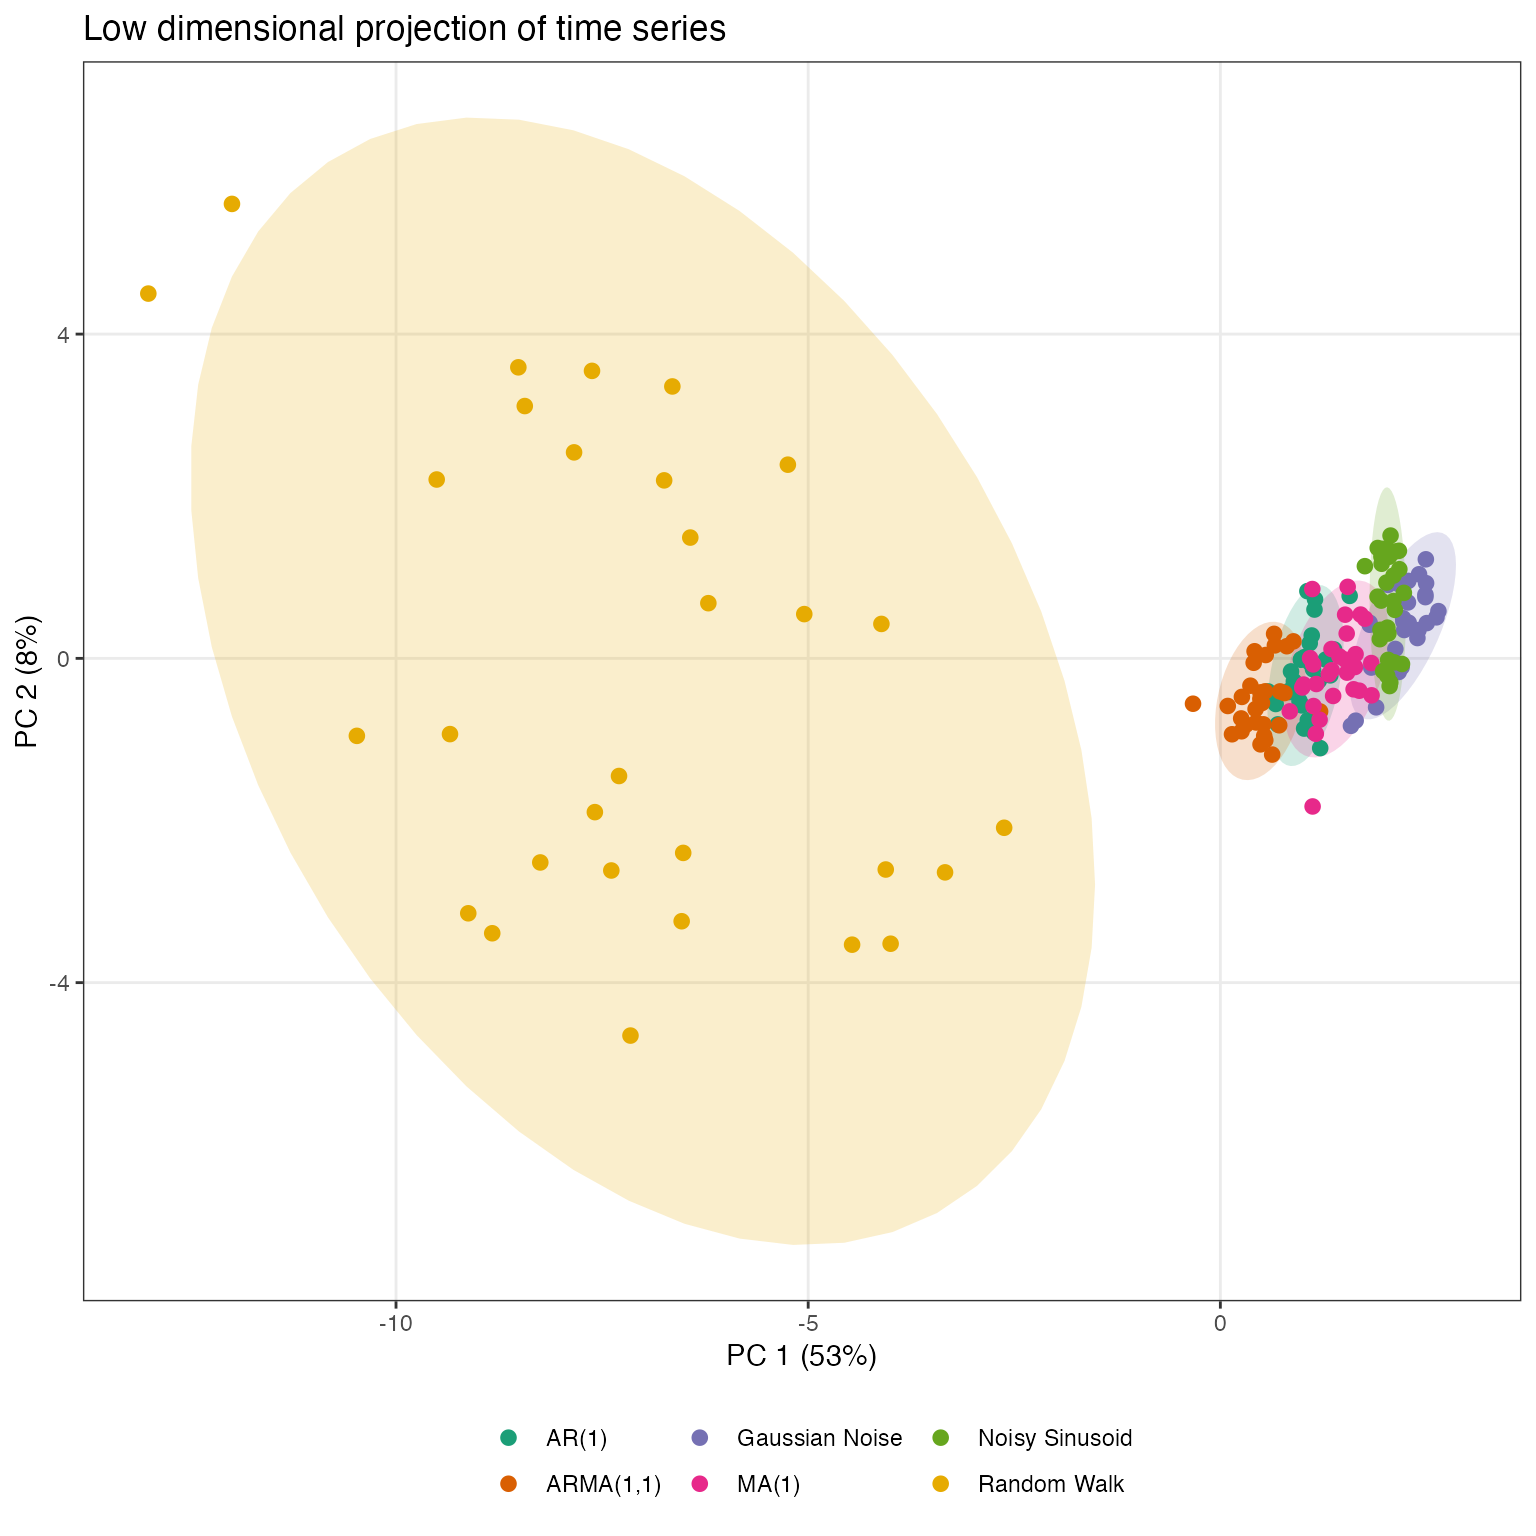 Low dimensional projection of time series
PC 2 (8%)
4
0
-4
-10
-5
0
PC 1 (53%)
AR(1)
Gaussian Noise
Noisy Sinusoid
ARMA(1,1)
MA(1)
Random Walk